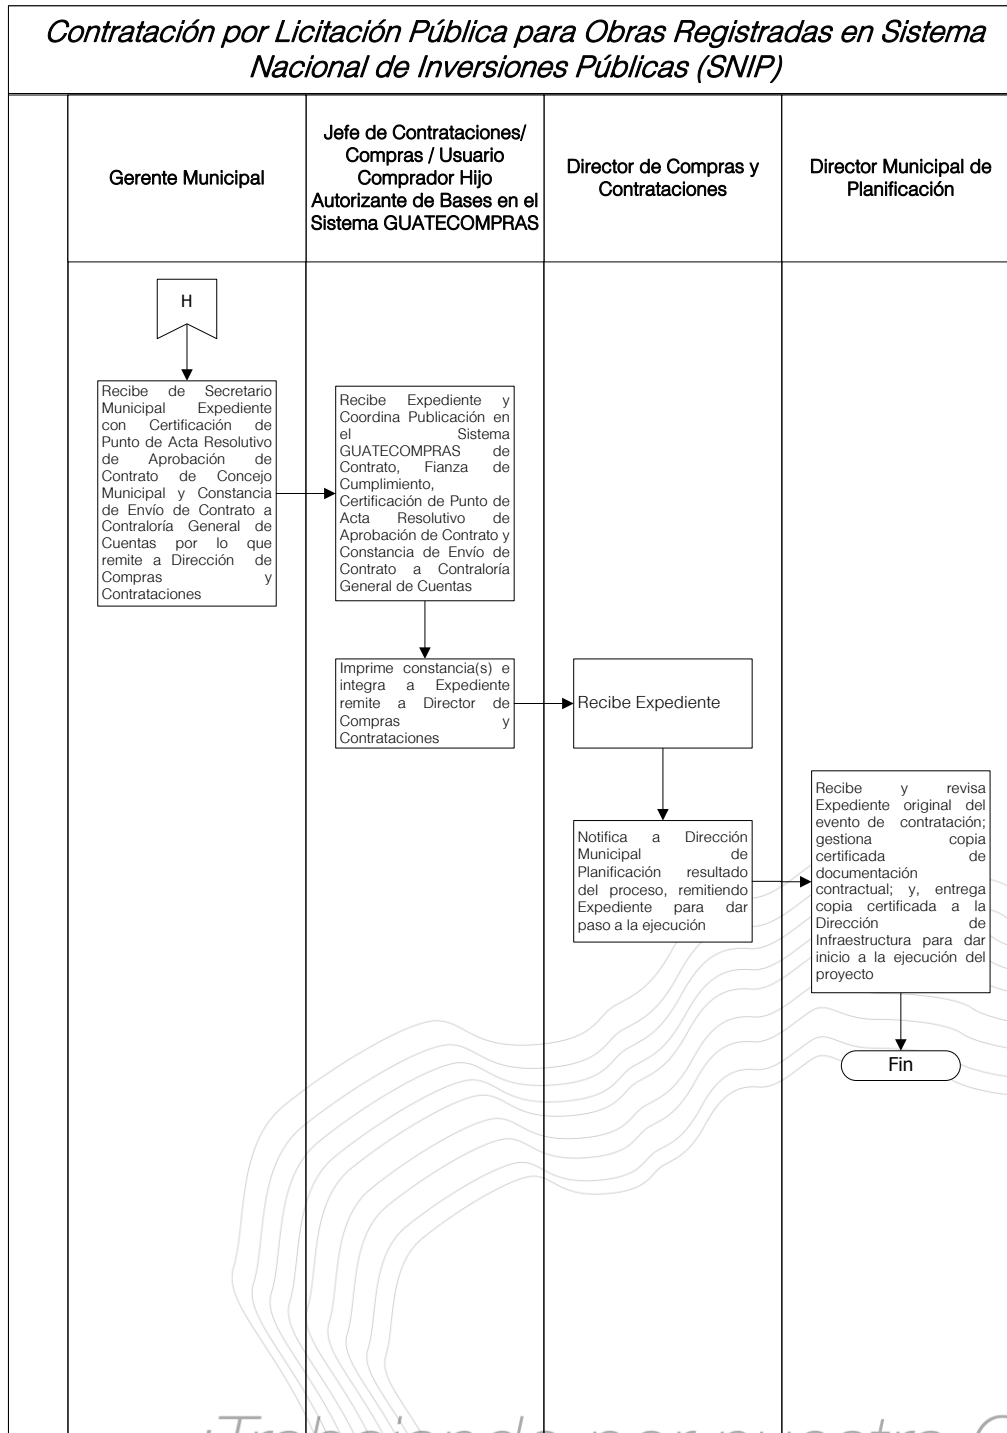 Contratación por Licitación Pública para Obras Registradas en Sistema
Nacional de Inversiones Públicas (SNIP)
Gerente Municipal
Jefe de Contrataciones/
Compras / Usuario
Comprador Hijo
Autorizante de Bases en el
Sistema GUATECOMPRAS
Director de Compras y
Contrataciones
Director Municipal de
Planificación
H
Recibe de Secretario
Municipal Expediente
con Certificación de
Punto de Acta Resolutivo
de Aprobación de
Contrato de Concejo
Municipal y Constancia
de Envío de Contrato a
Contraloría General de
Cuentas por lo que
remite a Dirección de
Compras y
Contrataciones
Recibe Expediente y
Coordina Publicación en
el Sistema
GUATECOMPRAS de
Contrato, Fianza de
Cumplimiento,
Certificación de Punto de
Acta Resolutivo de
Aprobación de Contrato y
Constancia de Envío de
Contrato a Contraloría
General de Cuentas
Imprime constancia(s) e
integra a Expediente
remite a Director de
Compras y
Contrataciones
Recibe Expediente
Notifica a Dirección
Municipal de
Planificación resultado
del proceso, remitiendo
Expediente para dar
paso a la ejecución
Recibe y revisa
Expediente original del
evento de contratación;
gestiona copia
certificada de
documentación
contractual; y, entrega
copia certificada a la
Dirección de
Infraestructura para dar
inicio a la ejecución del
proyecto
Fin
¡Trabajando por nuestra